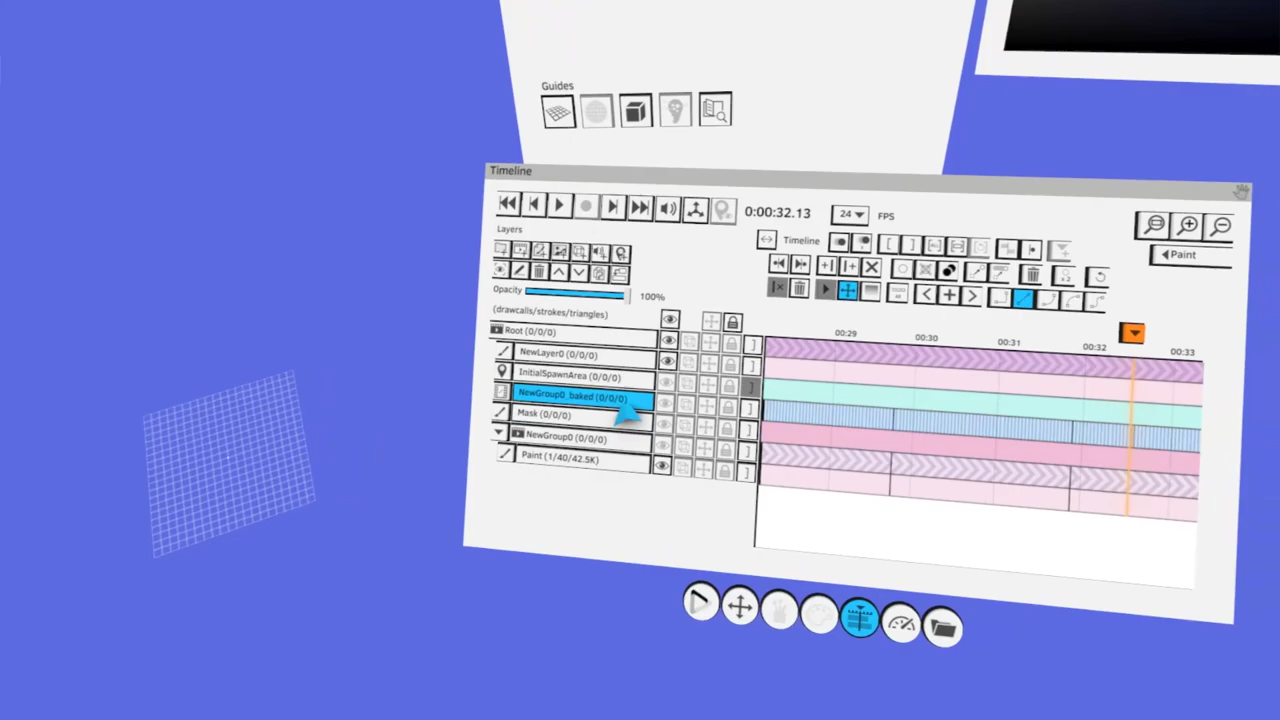 Guides
Timeline
0:00:32.13
24
FPS
Layers
Timeline
Paint
Opacity
100%
(drawcalls/strokes/triangles)
00:29
00:30
00:31
00:32
00:33
Root (0/0/0)
NewLayer0 (0/0/0)
InitialSpawnArea (0/0/0)
NewGroup0_baked (0/0/0)
Mask (0/0/0)
NewGroup0 (0/0/0)
Paint (1/40/42.5K)